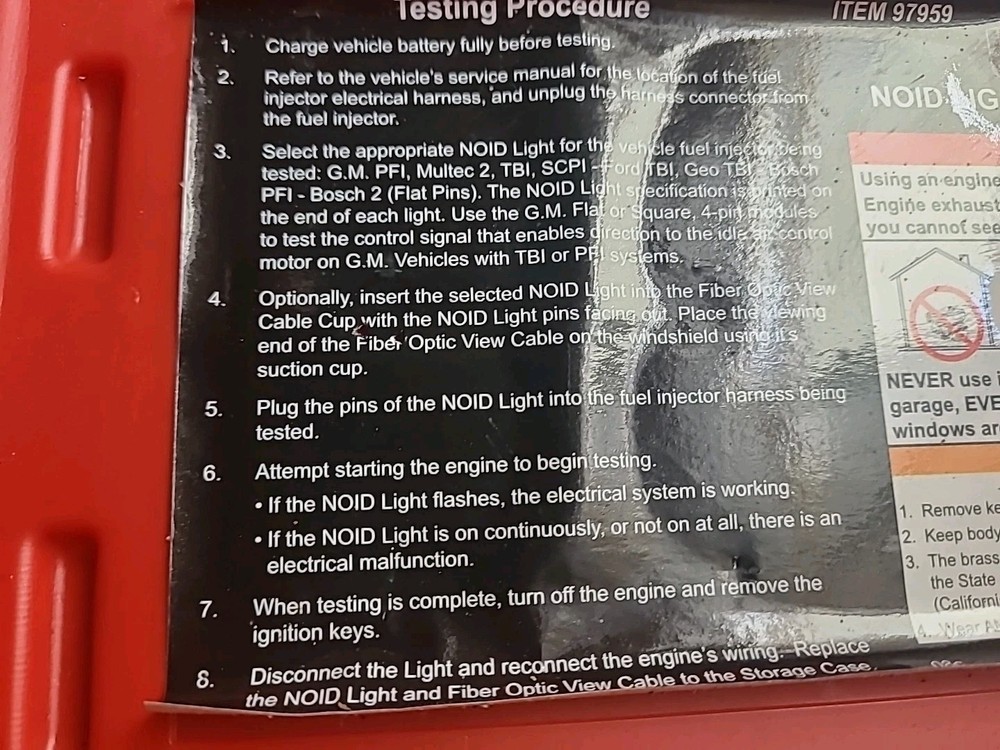 Testing Procedure
ITEM 97959
1. Charge vehicle battery fully before testing.
2. Refer to the vehicle's service manual for the location of the fuel
injector electrical harness, and unplug the harness connector from
the fuel injector.
3. Select the appropriate NOID Light for the vehicle fuel injector being
tested: G.M. PFI, Multec 2, TBI, SCPI - Ford TBI, Geo TBI - Bosch
PFI - Bosch 2 (Flat Pins). The NOID Light specification is printed on
the end of each light. Use the G.M. Flat or Square, 4-pin modules
to test the control signal that enables direction to the idle air control
motor on G.M. Vehicles with TBI or PFI systems.
4. Optionally, insert the selected NOID Light into the Fiber Optic View
Cable Cup with the NOID Light pins facing out. Place the viewing
end of the Fiber Optic View Cable on the windshield using it's
suction cup.
5. Plug the pins of the NOID Light into the fuel injector harness being
tested.
6. Attempt starting the engine to begin testing.
• If the NOID Light flashes, the electrical system is working.
• If the NOID Light is on continuously, or not on at all, there is an
electrical malfunction.
7. When testing is complete, turn off the engine and remove the
ignition keys.
8. Disconnect the Light and reconnect the engine's wiring. Replace
the NOID Light and Fiber Optic View Cable to the Storage Case.
NOID
Using an engine
Engine exhaust
you cannot see
NEVER use
garage, EVE
windows ar
1. Remove ke
2. Keep body
3. The brass
the State
(Californi
4. Wear AN